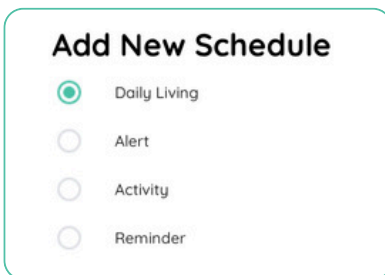 Add New Schedule
Daily Living
Alert
Activity
Reminder